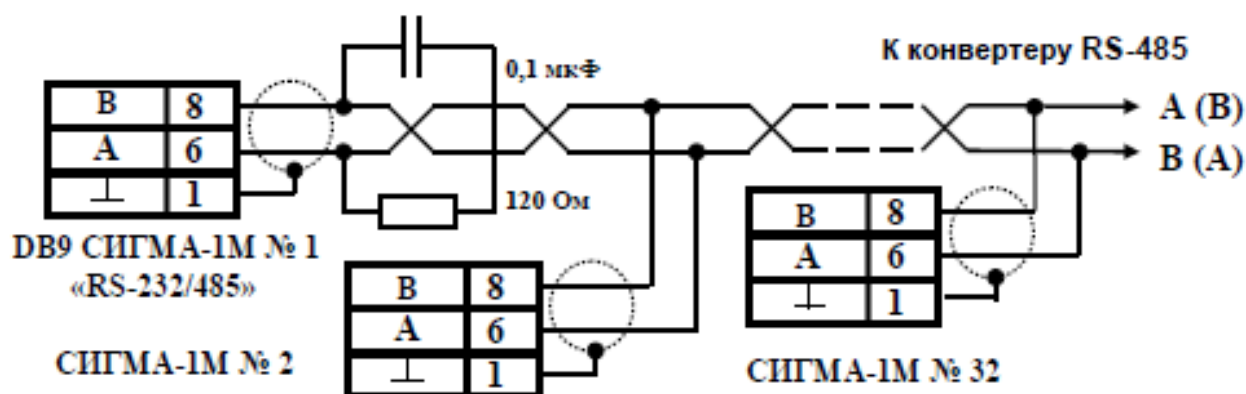 К конвертеру RS-485
0,1 мкФ
B 8
A 6
⊥ 1
A (B)
B (A)
120 Ом
DB9 СИГМА-1М № 1
«RS-232/485»
B 8
A 6
⊥ 1
СИГМА-1М № 2
B 8
A 6
⊥ 1
СИГМА-1М № 32